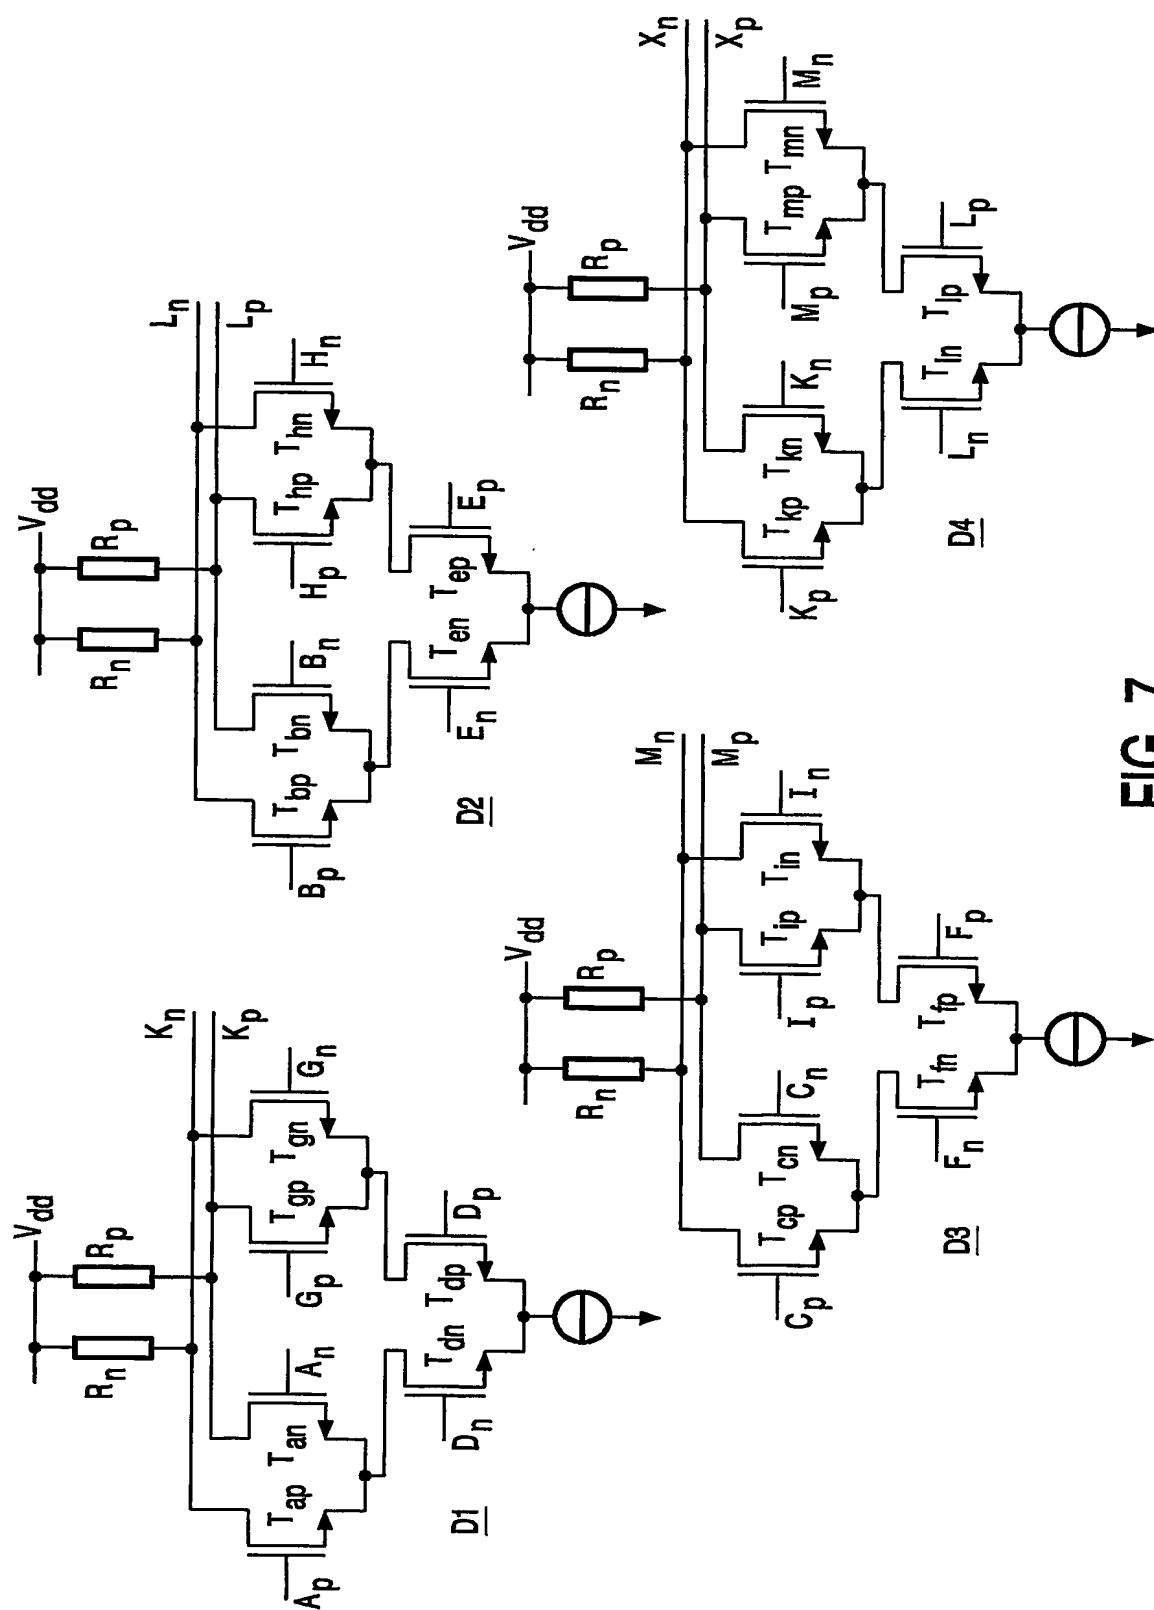 Vdd
Rn
Rp
Kn
Kp
Ap
Tap
Tan
An
Gp
Tgp
Tgn
Gn
Dn
Tdn
Tdp
Dp
D1
Vdd
Rn
Rp
Ln
Lp
Bp
Tbp
Tbn
Bn
Hp
Thp
Thn
Hn
En
Ten
Tep
Ep
D2
Vdd
Rn
Rp
Mn
Mp
Cp
Tcp
Tcn
Cn
Ip
Tip
Tin
In
Fn
Tfn
Tfp
Fp
D3
Vdd
Rn
Rp
Xn
Xp
Kp
Tkp
Tkn
Kn
Mp
Tmp
Tmn
Mn
Ln
Tln
Tlp
Lp
D4
FIG. 7